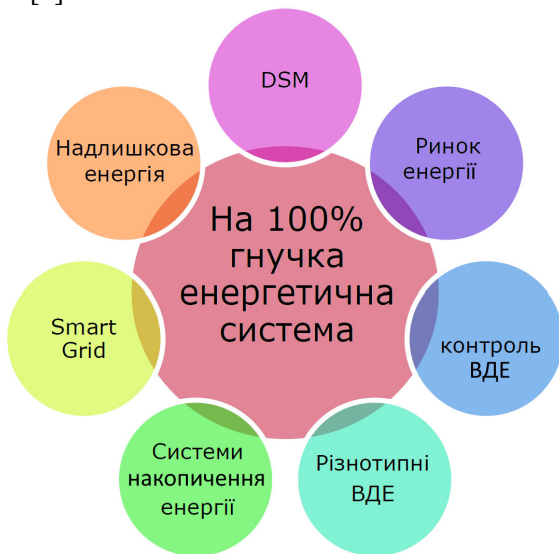 DSM
Ринок
енергії
контроль
ВДЕ
Різнотипні
ВДЕ
Системи
накопичення
енергії
Smart
Grid
Надлишкова
енергія
На 100%
гнучка
енергетична
система